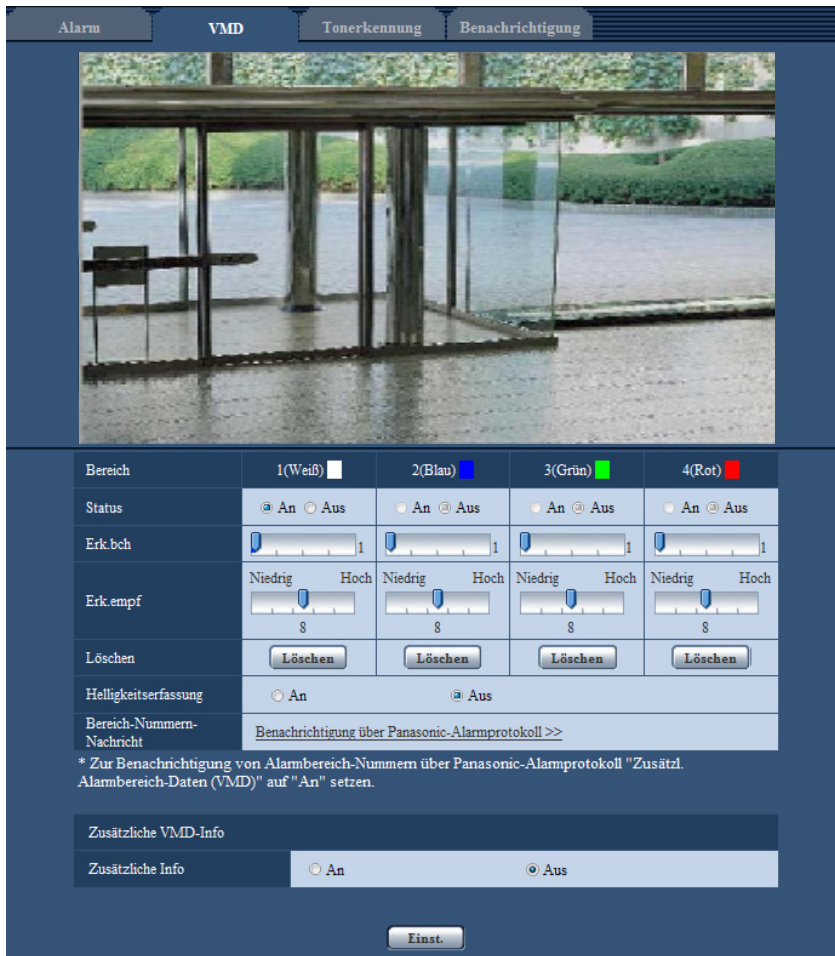 Alarm VMD Tonerkennung Benachrichtigung
Bereich 1(Weiß) 2(Blau) 3(Grün) 4(Rot)
Status An Aus An Aus An Aus An Aus
Erk.bch 1 1 1 1
Erk.empf Niedrig Hoch Niedrig Hoch Niedrig Hoch Niedrig Hoch
8 8 8 8
Löschen Löschen Löschen Löschen Löschen
Helligkeitserfassung An Aus
Bereich-Nummern-
Nachricht Benachrichtigung über Panasonic-Alarmprotokoll >>
* Zur Benachrichtigung von Alarmbereich-Nummern über Panasonic-Alarmprotokoll "Zusätzl.
Alarmbereich-Daten (VMD)" auf "An" setzen.
Zusätzliche VMD-Info
Zusätzliche Info An Aus
Einst.